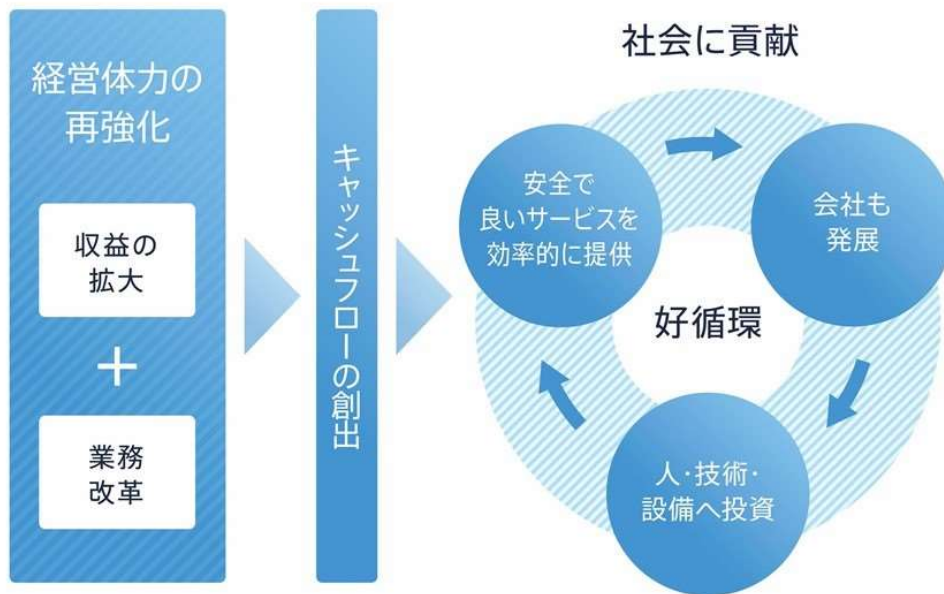 経営体力の
再強化
収益の
拡大
＋
業務
改革
キャッシュフローの創出
社会に貢献
安全で
良いサービスを
効率的に提供
会社も
発展
好循環
人・技術・
設備へ投資